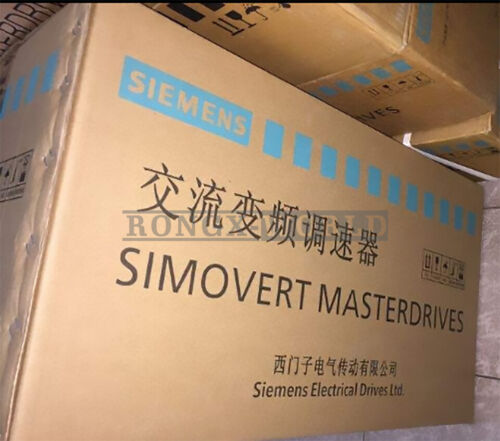 SIEMENS
交流变频调速器
SIMOVERT MASTERDRIVES
西门子电气传动有限公司
Siemens Electrical Drives Ltd.